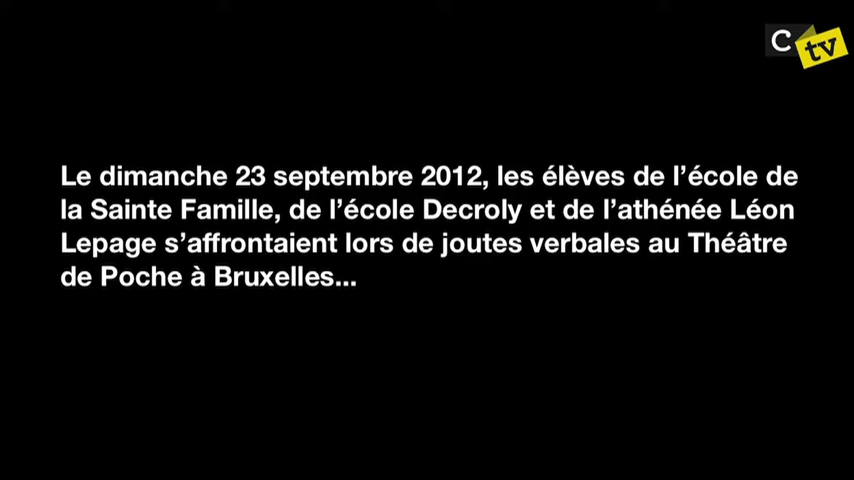 C tv
Le dimanche 23 septembre 2012, les élèves de l’école de
la Sainte Famille, de l’école Decroly et de l’athénée Léon
Lepage s’affrontaient lors de joutes verbales au Théâtre
de Poche à Bruxelles...